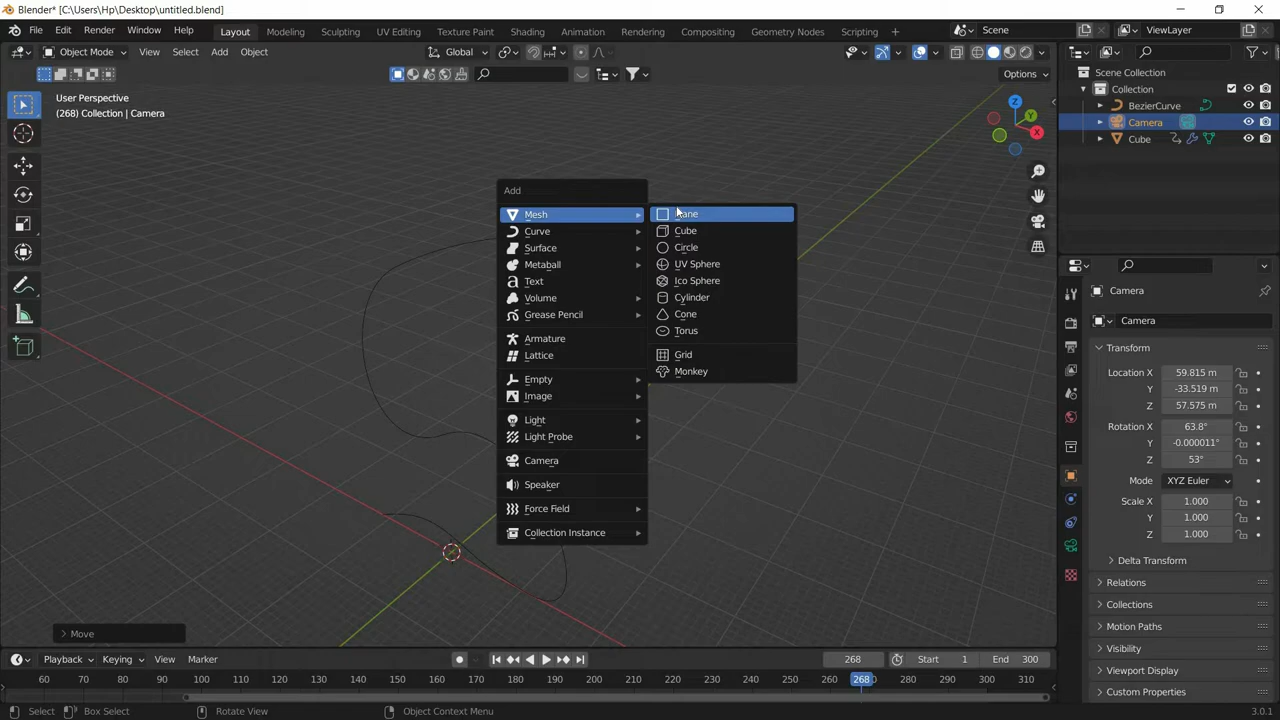 Blender* [C:\Users\Hp\Desktop\untitled.blend]
File Edit Render Window Help Layout Modeling Sculpting UV Editing Texture Paint Shading Animation Rendering Compositing Geometry Nodes Scripting + Scene ViewLayer
Object Mode View Select Add Object Global
Options
User Perspective
(268) Collection | Camera
Z
Y
X
Scene Collection
Collection
BezierCurve
Camera
Cube
Add
Mesh
Curve
Surface
Metaball
Text
Volume
Grease Pencil
Armature
Lattice
Empty
Image
Light
Light Probe
Camera
Speaker
Force Field
Collection Instance
Plane
Cube
Circle
UV Sphere
Ico Sphere
Cylinder
Cone
Torus
Grid
Monkey
Camera
Camera
Transform
Location X 59.815 m
Y -33.519 m
Z 57.575 m
Rotation X 63.8°
Y -0.000011°
Z 53°
Mode XYZ Euler
Scale X 1.000
Y 1.000
Z 1.000
Delta Transform
Relations
Collections
Motion Paths
Visibility
Viewport Display
Custom Properties
Move
Playback Keying View Marker 268 Start 1 End 300
60 70 80 90 100 110 120 130 140 150 160 170 180 190 200 210 220 230 240 250 268 280 290 300 310
Select Box Select Rotate View Object Context Menu 3.0.1